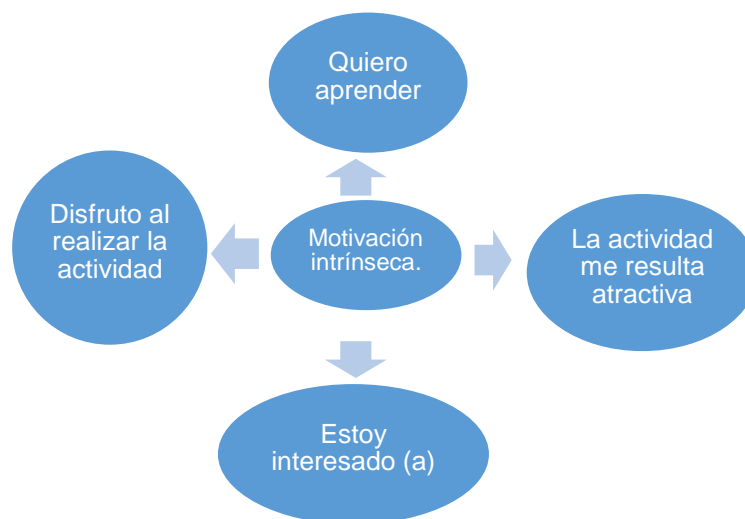 Quiero
aprender
Disfruto al
realizar la
actividad
Motivación
intrínseca.
La actividad
me resulta
atractiva
Estoy
interesado (a)